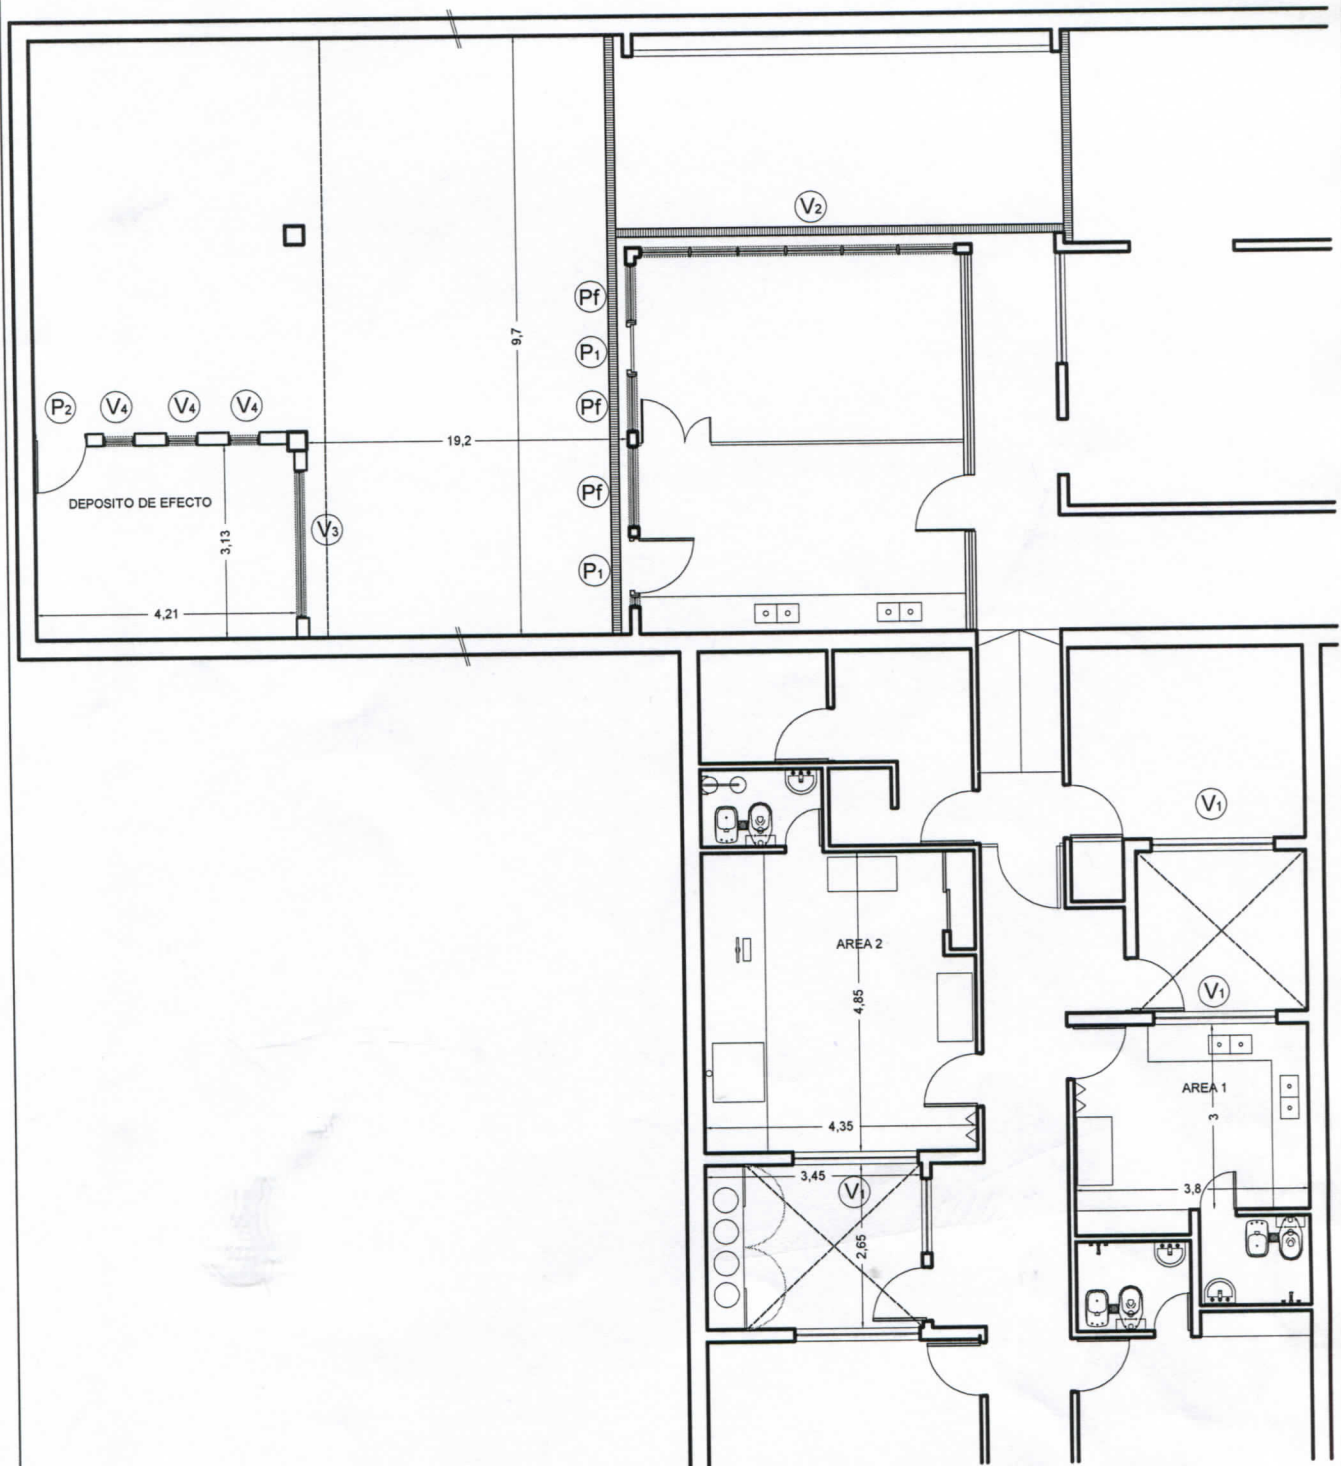 V2
9,7
Pf
P1
P2
V4
V4
V4
Pf
19,2
DEPOSITO DE EFECTO
Pf
V3
3,13
P1
4,21
V1
AREA 2
V1
4,85
AREA 1
3
4,35
3,45
V1
3,8
2,65